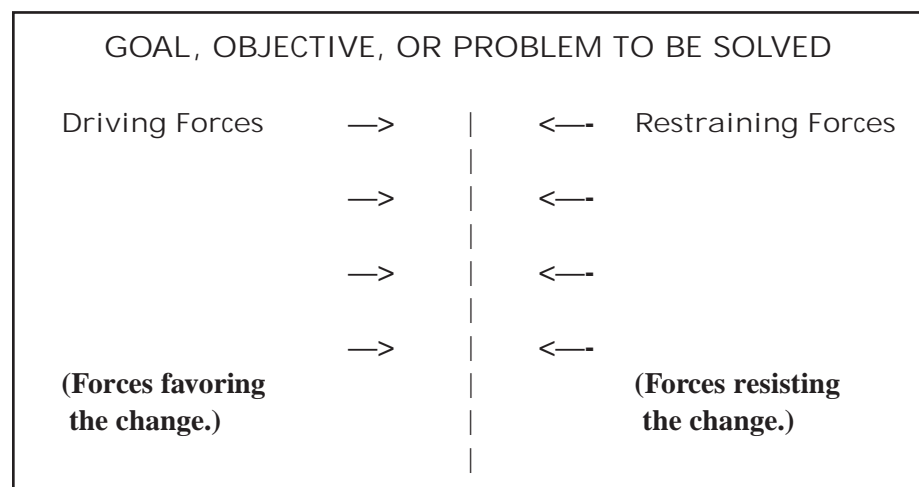 GOAL, OBJECTIVE, OR PROBLEM TO BE SOLVED
Driving Forces —> | <—- Restraining Forces
|
—> | <—-
|
—> | <—-
|
—> | <—-
(Forces favoring | (Forces resisting
the change.) | the change.)
|